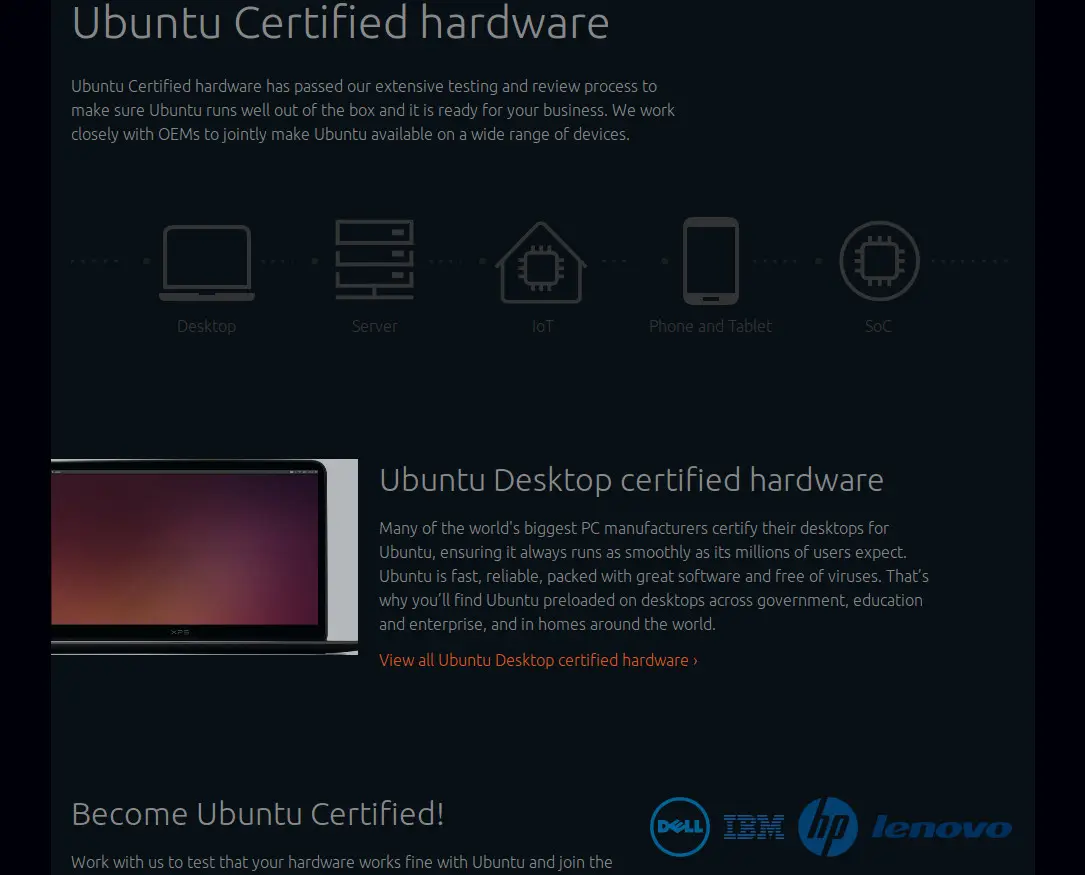 Ubuntu Certified hardware
Ubuntu Certified hardware has passed our extensive testing and review process to
make sure Ubuntu runs well out of the box and it is ready for your business. We work
closely with OEMs to jointly make Ubuntu available on a wide range of devices.
Desktop Server IoT Phone and Tablet SoC
Ubuntu Desktop certified hardware
Many of the world's biggest PC manufacturers certify their desktops for
Ubuntu, ensuring it always runs as smoothly as its millions of users expect.
Ubuntu is fast, reliable, packed with great software and free of viruses. That’s
why you’ll find Ubuntu preloaded on desktops across government, education
and enterprise, and in homes around the world.
XPS
View all Ubuntu Desktop certified hardware ›
Become Ubuntu Certified!
DELL IBM hp lenovo
Work with us to test that your hardware works fine with Ubuntu and join the